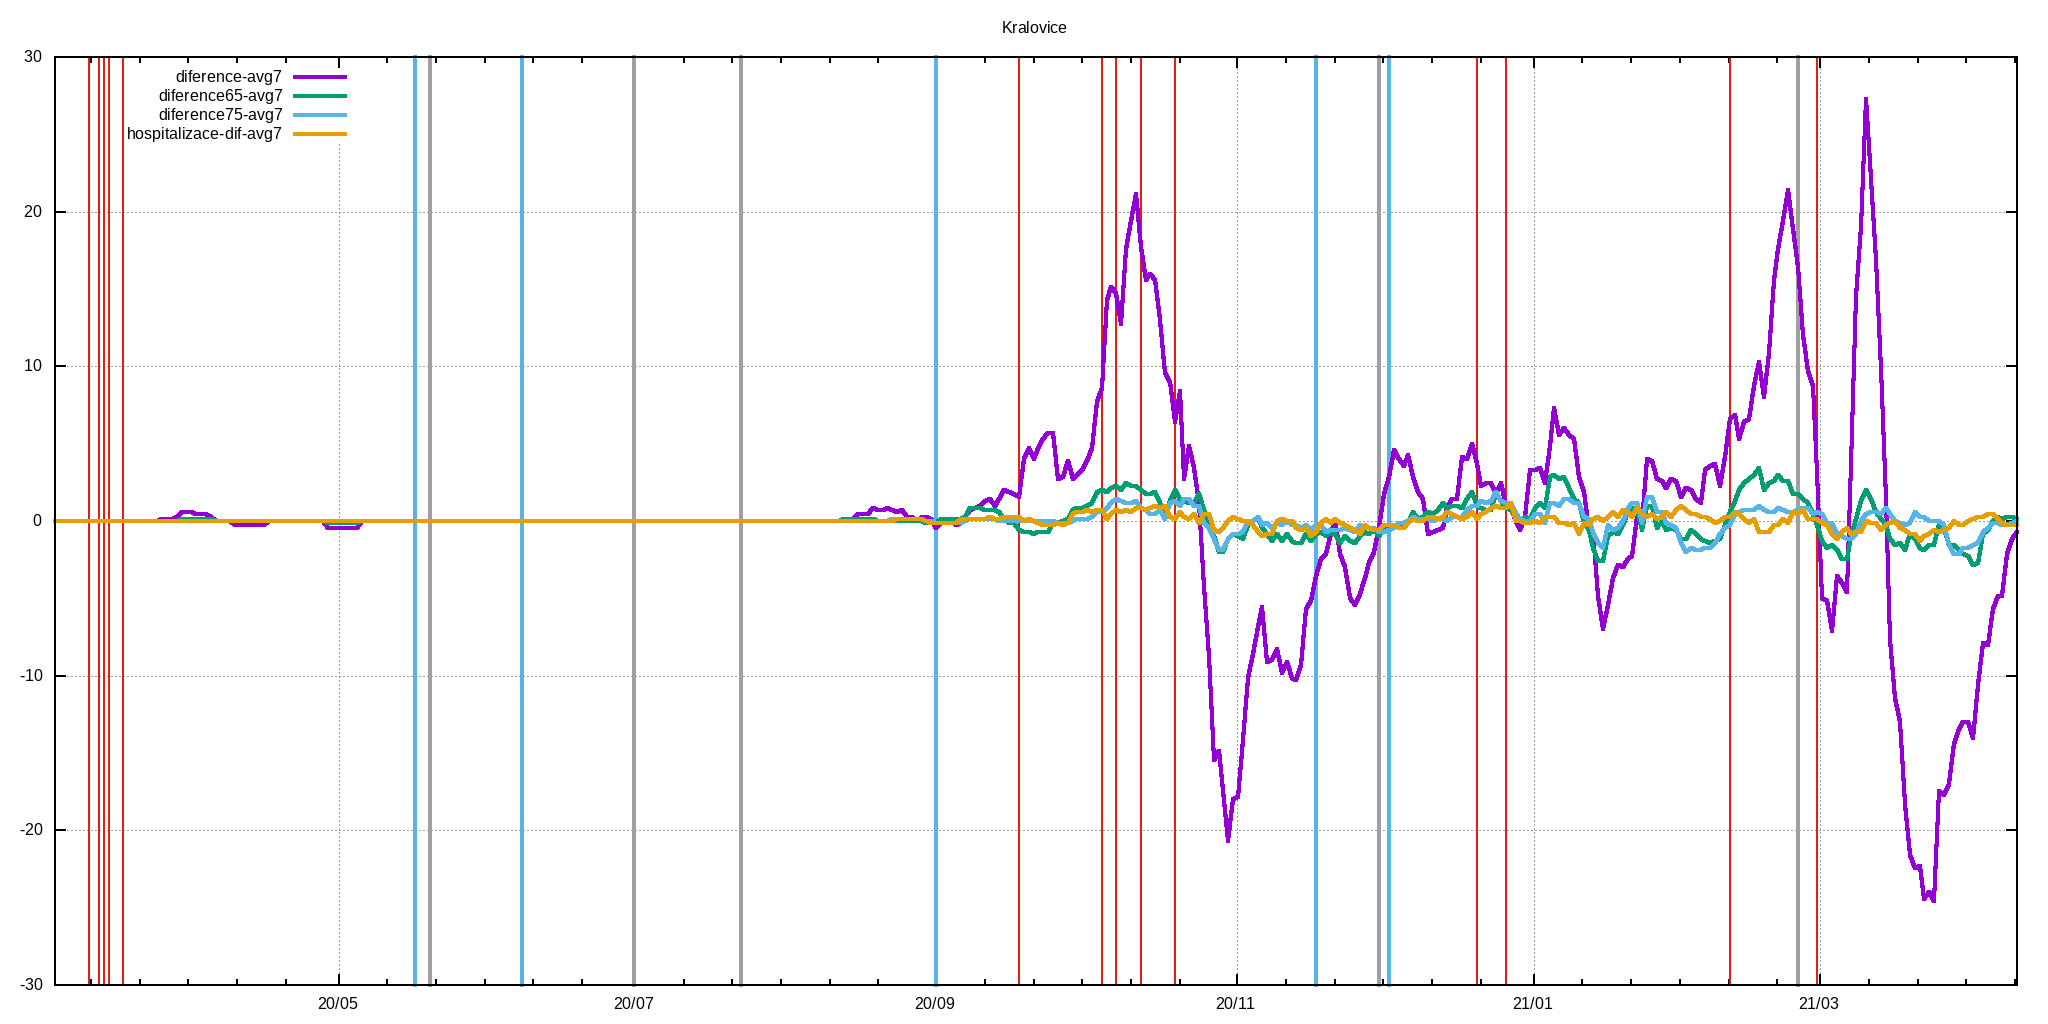 Kralovice
diference-avg7
diference65-avg7
diference75-avg7
hospitalizace-dif-avg7
30
20
10
0
-10
-20
-30
20/05 20/07 20/09 20/11 21/01 21/03